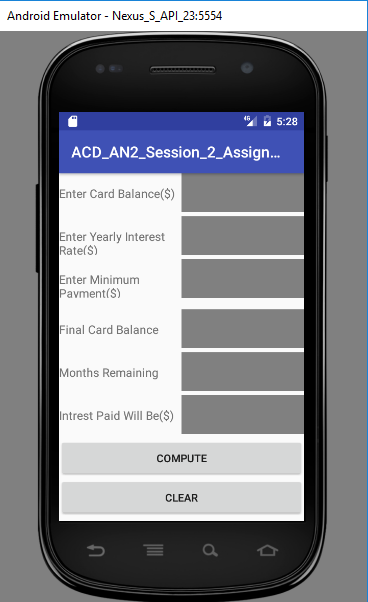 Android Emulator - Nexus_S_API_23:5554
4G 5:28
ACD_AN2_Session_2_Assign...
Enter Card Balance($)
Enter Yearly Interest
Rate($)
Enter Minimum
Payment($)
Final Card Balance
Months Remaining
Intrest Paid Will Be($)
COMPUTE
CLEAR